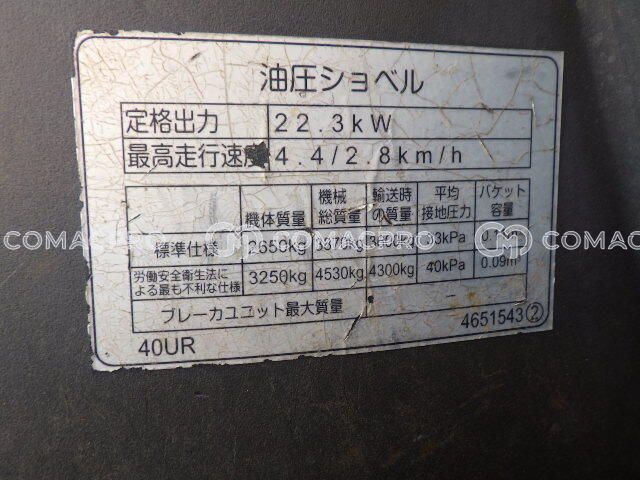 油圧ショベル
定格出力 22.3kW
最高走行速度 4.4/2.8km/h
機体質量 機械総質量 輸送時の質量 平均接地圧力 バケット容量
標準仕様 2650kg
労働安全衛生法による最も不利な仕様 3250kg 4530kg 4300kg 40kPa 0.09m³
ブレーカユニット最大質量 －
4651543②
40UR